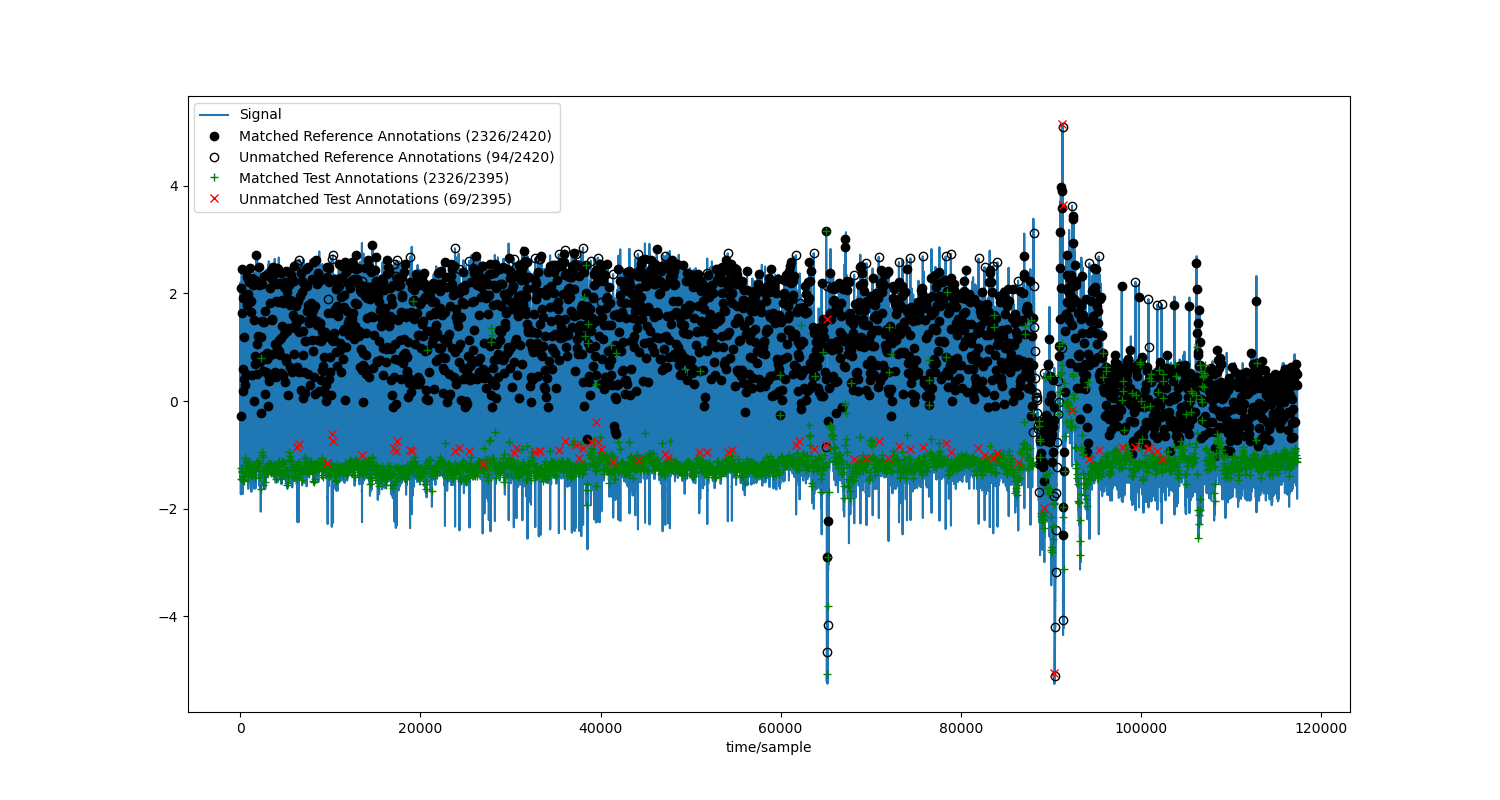 Signal
Matched Reference Annotations (2326/2420)
Unmatched Reference Annotations (94/2420)
Matched Test Annotations (2326/2395)
Unmatched Test Annotations (69/2395)
4
2
0
−2
−4
0 20000 40000 60000 80000 100000 120000
time/sample